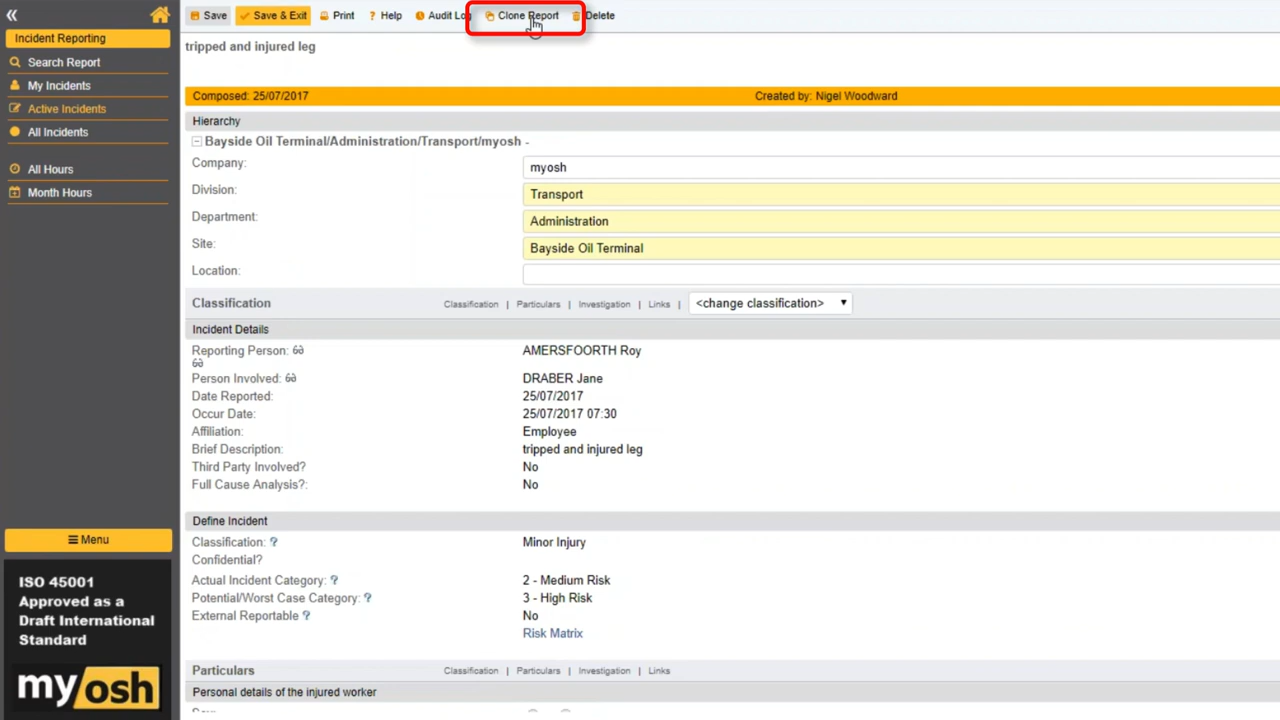 «
Incident Reporting
Search Report
My Incidents
Active Incidents
All Incidents
All Hours
Month Hours
Menu
ISO 45001
Approved as a
Draft International
Standard
myosh
Save Save & Exit Print ? Help Audit Log Clone Report Delete
tripped and injured leg
Composed: 25/07/2017 Created by: Nigel Woodward
Hierarchy
Bayside Oil Terminal/Administration/Transport/myosh -
Company: myosh
Division: Transport
Department: Administration
Site: Bayside Oil Terminal
Location:
Classification Classification | Particulars | Investigation | Links | <change classification>
Incident Details
Reporting Person: AMERSFOORTH Roy
Person Involved: DRABER Jane
Date Reported: 25/07/2017
Occur Date: 25/07/2017 07:30
Affiliation: Employee
Brief Description: tripped and injured leg
Third Party Involved? No
Full Cause Analysis?: No
Define Incident
Classification: ? Minor Injury
Confidential?
Actual Incident Category: ? 2 - Medium Risk
Potential/Worst Case Category: ? 3 - High Risk
External Reportable ? No
Risk Matrix
Particulars Classification | Particulars | Investigation | Links
Personal details of the injured worker